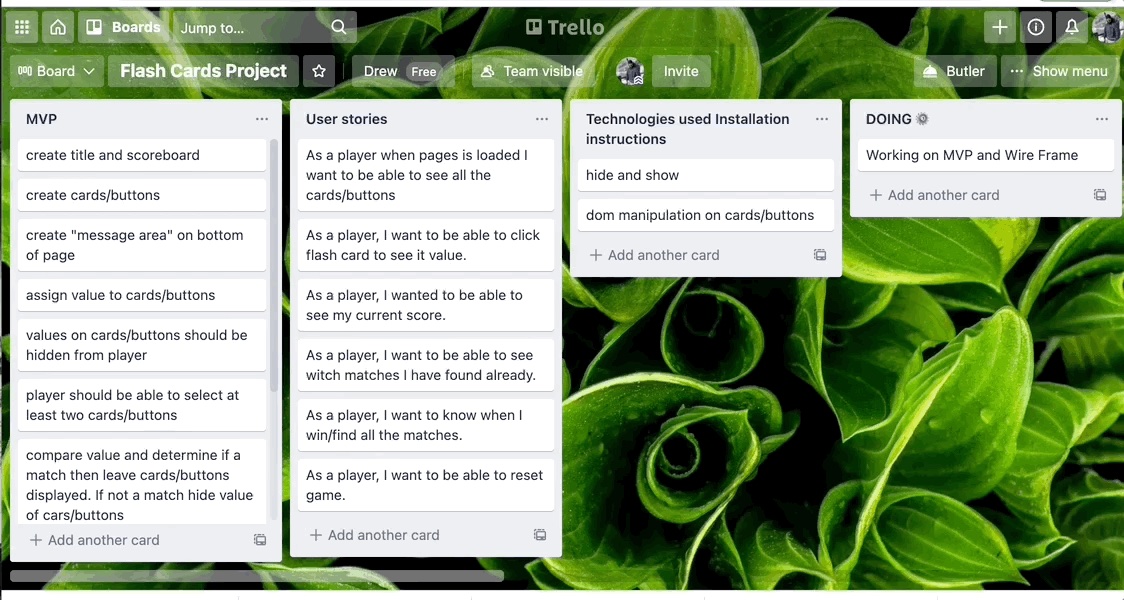 Boards
Jump to...
Trello
Board
Flash Cards Project
Drew
Free
Team visible
Invite
Butler
Show menu
MVP
create title and scoreboard
create cards/buttons
create "message area" on bottom
of page
assign value to cards/buttons
values on cards/buttons should be
hidden from player
player should be able to select at
least two cards/buttons
compare value and determine if a
match then leave cards/buttons
displayed. If not a match hide value
of cars/buttons
Add another card
User stories
As a player when pages is loaded I
want to be able to see all the
cards/buttons
As a player, I want to be able to click
flash card to see it value.
As a player, I wanted to be able to
see my current score.
As a player, I want to be able to see
witch matches I have found already.
As a player, I want to know when I
win/find all the matches.
As a player, I want to be able to reset
game.
Add another card
Technologies used Installation
instructions
hide and show
dom manipulation on cards/buttons
Add another card
DOING
Working on MVP and Wire Frame
Add another card